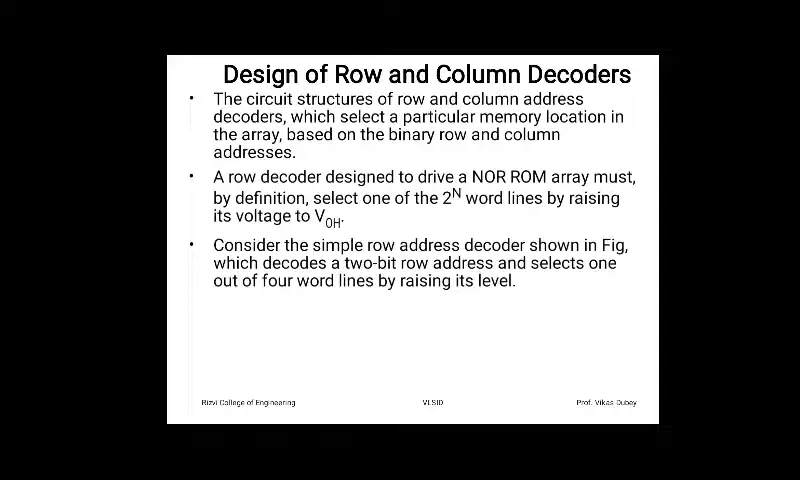 Design of Row and Column Decoders
• The circuit structures of row and column address
decoders, which select a particular memory location in
the array, based on the binary row and column
addresses.
• A row decoder designed to drive a NOR ROM array must,
by definition, select one of the 2^N word lines by raising
its voltage to V_OH.
• Consider the simple row address decoder shown in Fig,
which decodes a two-bit row address and selects one
out of four word lines by raising its level.
Rizvi College of Engineering VLSID Prof. Vikas Dubey